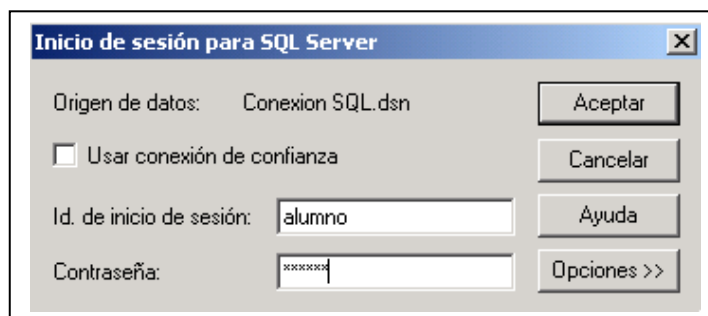 Inicio de sesión para SQL Server
Origen de datos: Conexion SQL.dsn
Aceptar
Usar conexión de confianza
Cancelar
Id. de inicio de sesión: alumno
Ayuda
Contraseña: ******
Opciones >>